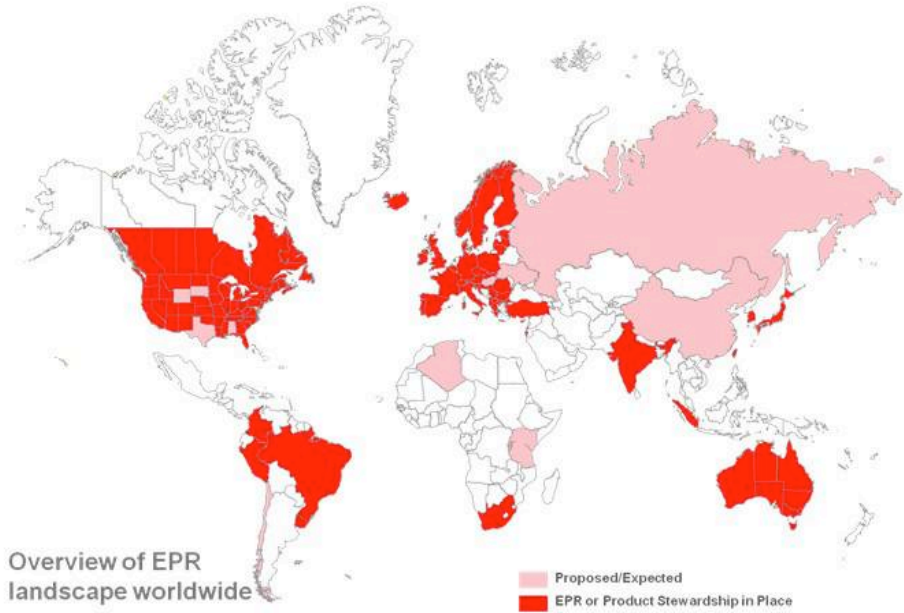 Overview of EPR
landscape worldwide
Proposed/Expected
EPR or Product Stewardship in Place